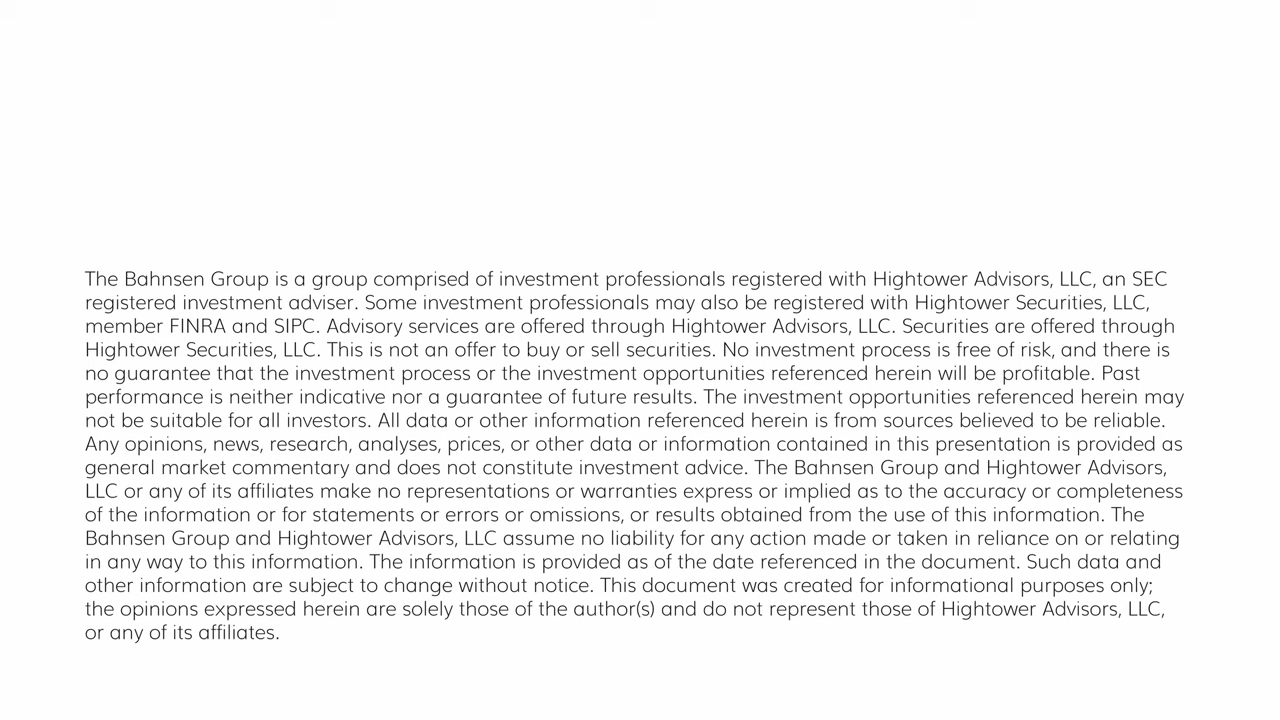 The Bahnsen Group is a group comprised of investment professionals registered with Hightower Advisors, LLC, an SEC
registered investment adviser. Some investment professionals may also be registered with Hightower Securities, LLC,
member FINRA and SIPC. Advisory services are offered through Hightower Advisors, LLC. Securities are offered through
Hightower Securities, LLC. This is not an offer to buy or sell securities. No investment process is free of risk, and there is
no guarantee that the investment process or the investment opportunities referenced herein will be profitable. Past
performance is neither indicative nor a guarantee of future results. The investment opportunities referenced herein may
not be suitable for all investors. All data or other information referenced herein is from sources believed to be reliable.
Any opinions, news, research, analyses, prices, or other data or information contained in this presentation is provided as
general market commentary and does not constitute investment advice. The Bahnsen Group and Hightower Advisors,
LLC or any of its affiliates make no representations or warranties express or implied as to the accuracy or completeness
of the information or for statements or errors or omissions, or results obtained from the use of this information. The
Bahnsen Group and Hightower Advisors, LLC assume no liability for any action made or taken in reliance on or relating
in any way to this information. The information is provided as of the date referenced in the document. Such data and
other information are subject to change without notice. This document was created for informational purposes only;
the opinions expressed herein are solely those of the author(s) and do not represent those of Hightower Advisors, LLC,
or any of its affiliates.